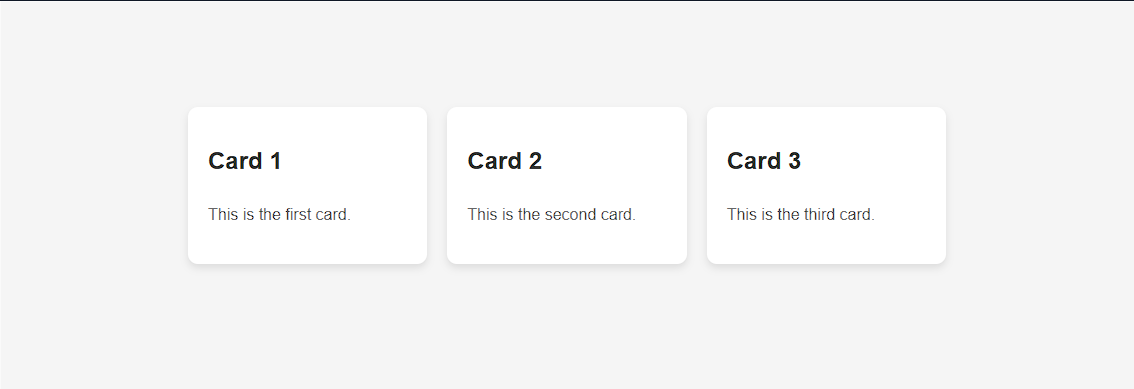 Card 1
This is the first card.
Card 2
This is the second card.
Card 3
This is the third card.